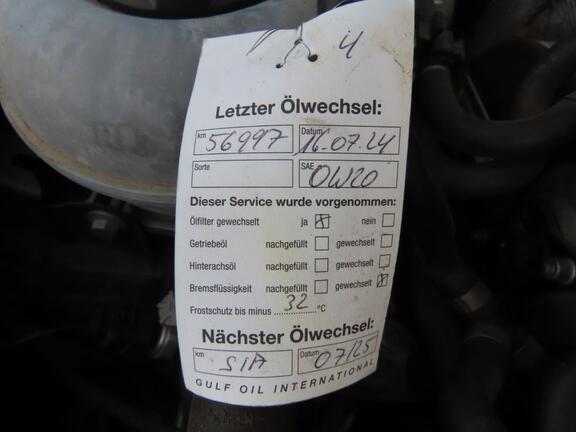 4
Letzter Ölwechsel:
km 56997 Datum 16.07.24
Sorte SAE 0W20
Dieser Service wurde vorgenommen:
Ölfilter gewechselt ja nein
Getriebeöl nachgefüllt gewechselt
Hinterachsöl nachgefüllt gewechselt
Bremsflüssigkeit nachgefüllt gewechselt
Frostschutz bis minus 32 °C
Nächster Ölwechsel:
km SIA Datum 07/25
GULF OIL INTERNATIONAL